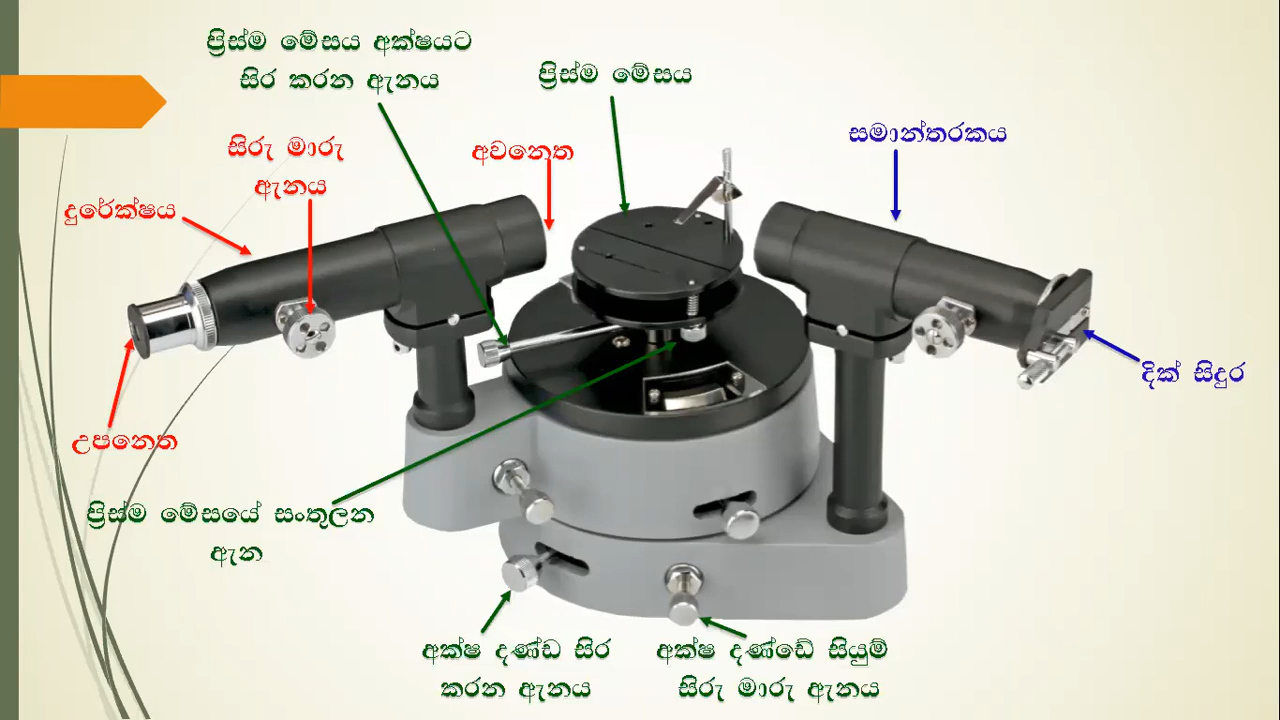 ප්‍රිස්ම මේසය අක්ෂයට
සිර කරන ඇනය
ප්‍රිස්ම මේසය
සමාන්තරකය
සිරු මාරු
ඇනය
අවනෙත
දුරේක්ෂය
දික් සිදුර
උපනෙත
ප්‍රිස්ම මේසයේ සංතුලන
ඇන
අක්ෂ දණ්ඩ සිර
කරන ඇනය
අක්ෂ දණ්ඩේ සියුම්
සිරු මාරු ඇනය